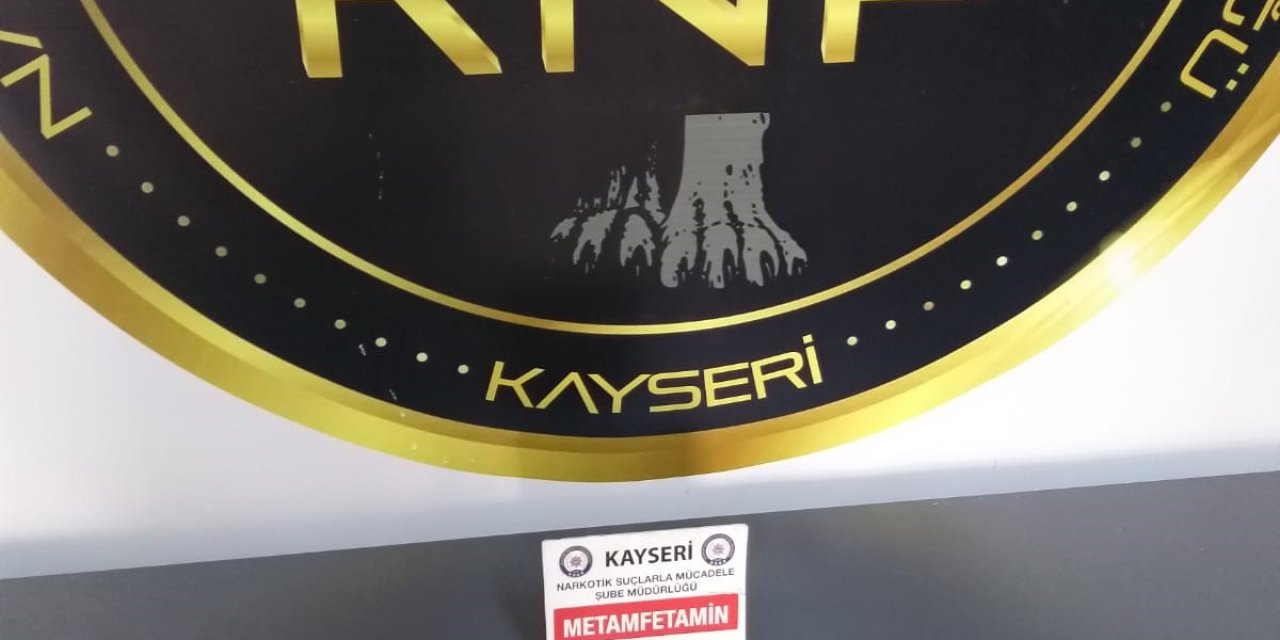 KAYSERİ
KAYSERİ
NARKOTİK SUÇLARLA MÜCADELE
ŞUBE MÜDÜRLÜĞÜ
METAMFETAMİN